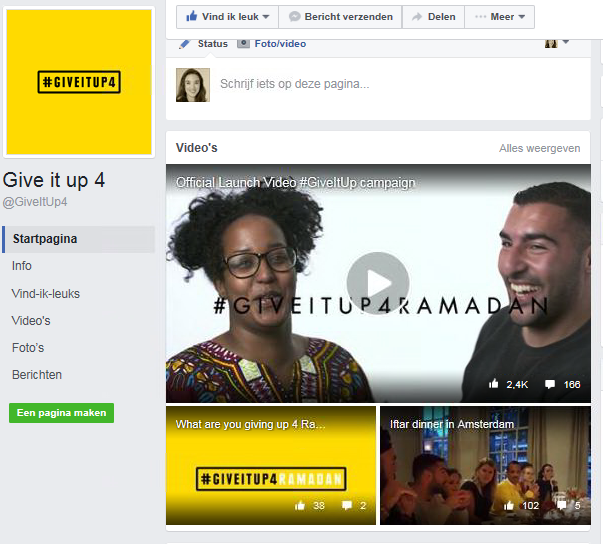 Vind ik leuk
Bericht verzenden
Delen
Meer
#GIVEITUP4
Status
Foto/video
Schrijf iets op deze pagina...
Give it up 4
@GiveItUp4
Startpagina
Info
Vind-ik-leuks
Video's
Foto's
Berichten
Een pagina maken
Video's
Alles weergeven
Official Launch Video #GiveItUp campaign
#GIVEITUP4RAMADAN
2,4K
166
What are you giving up 4 Ra...
#GIVEITUP4RAMADAN
38
2
Iftar dinner in Amsterdam
102
5